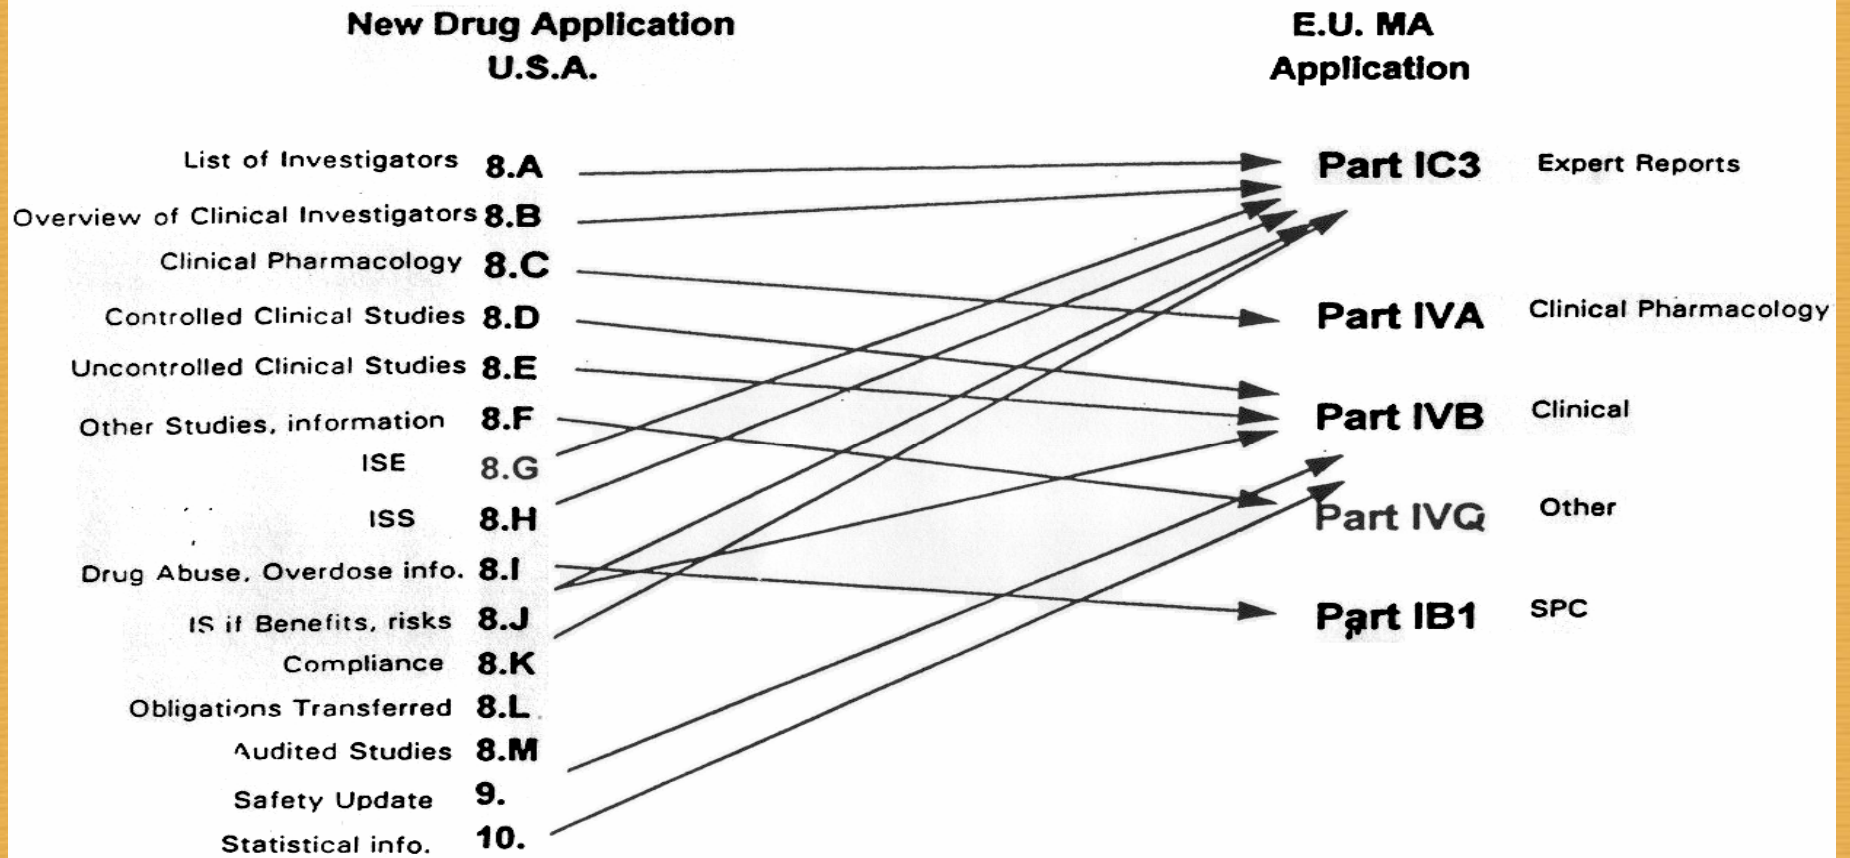 New Drug Application
U.S.A.
E.U. MA
Application
List of Investigators 8.A
Overview of Clinical Investigators 8.B
Clinical Pharmacology 8.C
Controlled Clinical Studies 8.D
Uncontrolled Clinical Studies 8.E
Other Studies, information 8.F
ISE 8.G
ISS 8.H
Drug Abuse, Overdose info. 8.I
IS if Benefits, risks 8.J
Compliance 8.K
Obligations Transferred 8.L
Audited Studies 8.M
Safety Update 9.
Statistical info. 10.
Part IC3 Expert Reports
Part IVA Clinical Pharmacology
Part IVB Clinical
Part IVQ Other
Part IB1 SPC